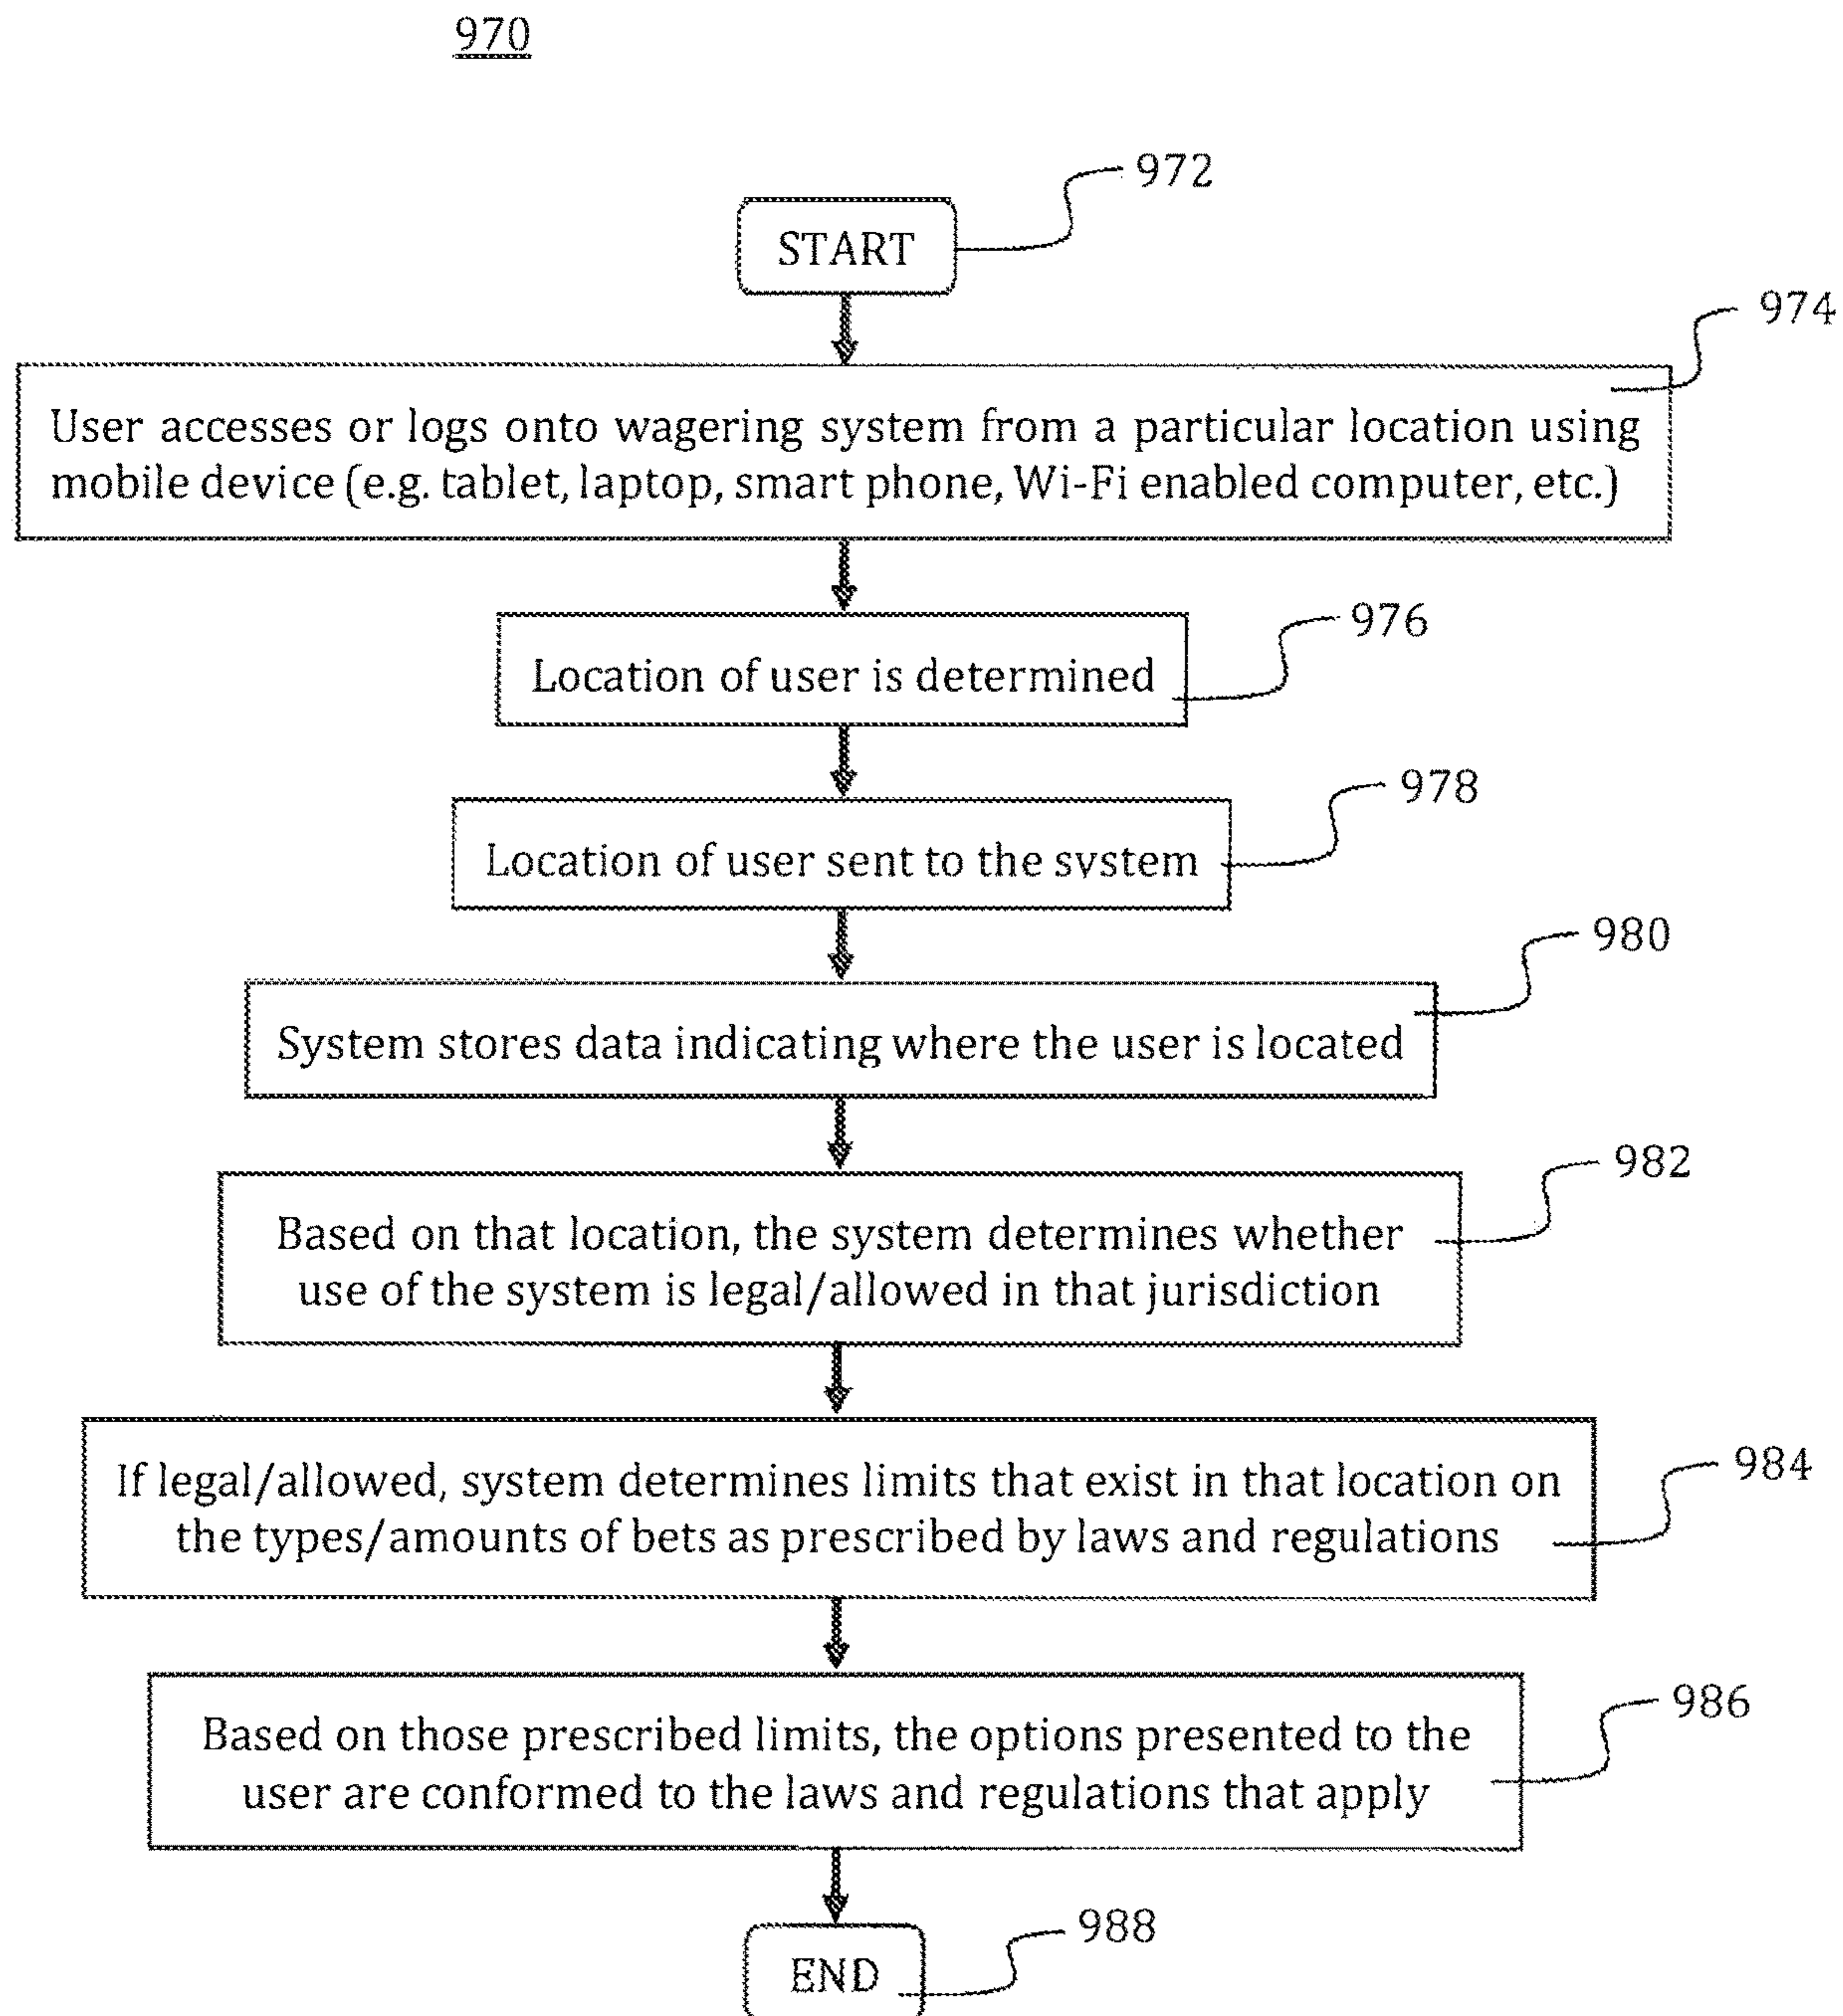 970
972
START
974
User accesses or logs onto wagering system from a particular location using
mobile device (e.g. tablet, laptop, smart phone, Wi-Fi enabled computer, etc.)
976
Location of user is determined
978
Location of user sent to the system
980
System stores data indicating where the user is located
982
Based on that location, the system determines whether
use of the system is legal/allowed in that jurisdiction
984
If legal/allowed, system determines limits that exist in that location on
the types/amounts of bets as prescribed by laws and regulations
986
Based on those prescribed limits, the options presented to the
user are conformed to the laws and regulations that apply
988
END